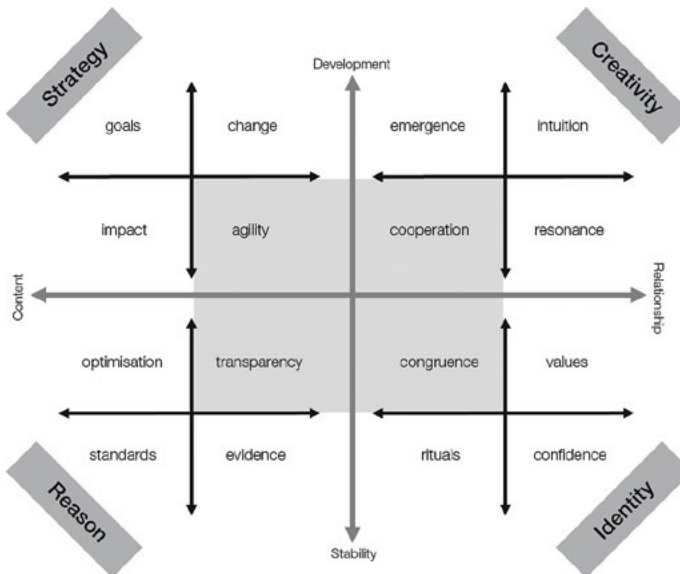 Strategy
Creativity
Development
goals
change
emergence
intuition
impact
agility
cooperation
resonance
Content
Relationship
optimisation
transparency
congruence
values
standards
evidence
rituals
confidence
Reason
Identity
Stability